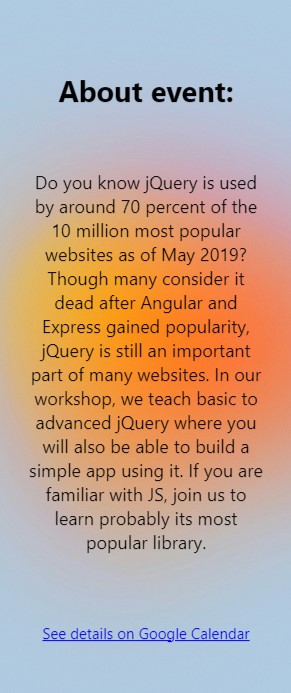 About event:
Do you know jQuery is used
by around 70 percent of the
10 million most popular
websites as of May 2019?
Though many consider it
dead after Angular and
Express gained popularity,
jQuery is still an important
part of many websites. In our
workshop, we teach basic to
advanced jQuery where you
will also be able to build a
simple app using it. If you are
familiar with JS, join us to
learn probably its most
popular library.
See details on Google Calendar